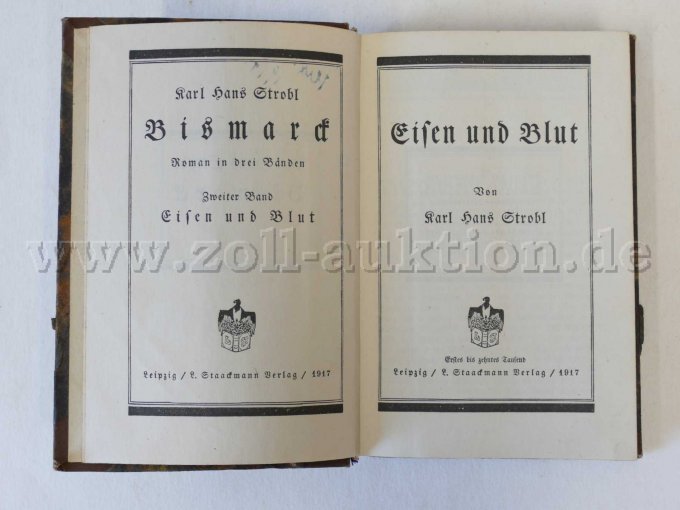 Karl Hans Strobl
Bismarck
Roman in drei Bänden
Zweiter Band
Eiſen und Blut
Leipzig / L. Staackmann Verlag / 1917
Eiſen und Blut
Von
Karl Hans Strobl
Erstes bis zehntes Tausend
Leipzig / L. Staackmann Verlag / 1917
www.zoll-auktion.de